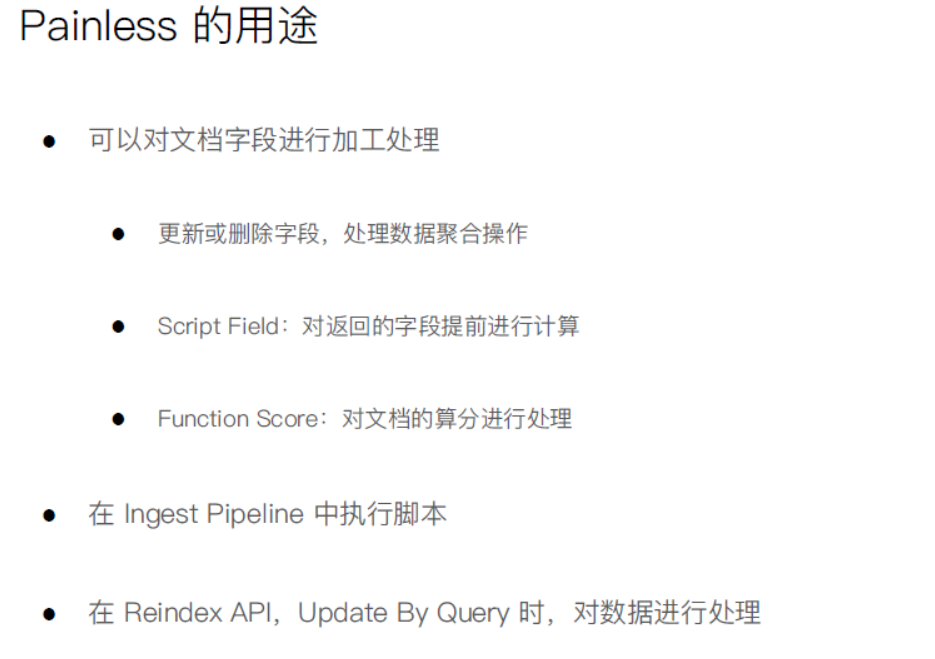 Painless 的用途
● 可以对文档字段进行加工处理
● 更新或删除字段，处理数据聚合操作
● Script Field：对返回的字段提前进行计算
● Function Score：对文档的算分进行处理
● 在 Ingest Pipeline 中执行脚本
● 在 Reindex API，Update By Query 时，对数据进行处理